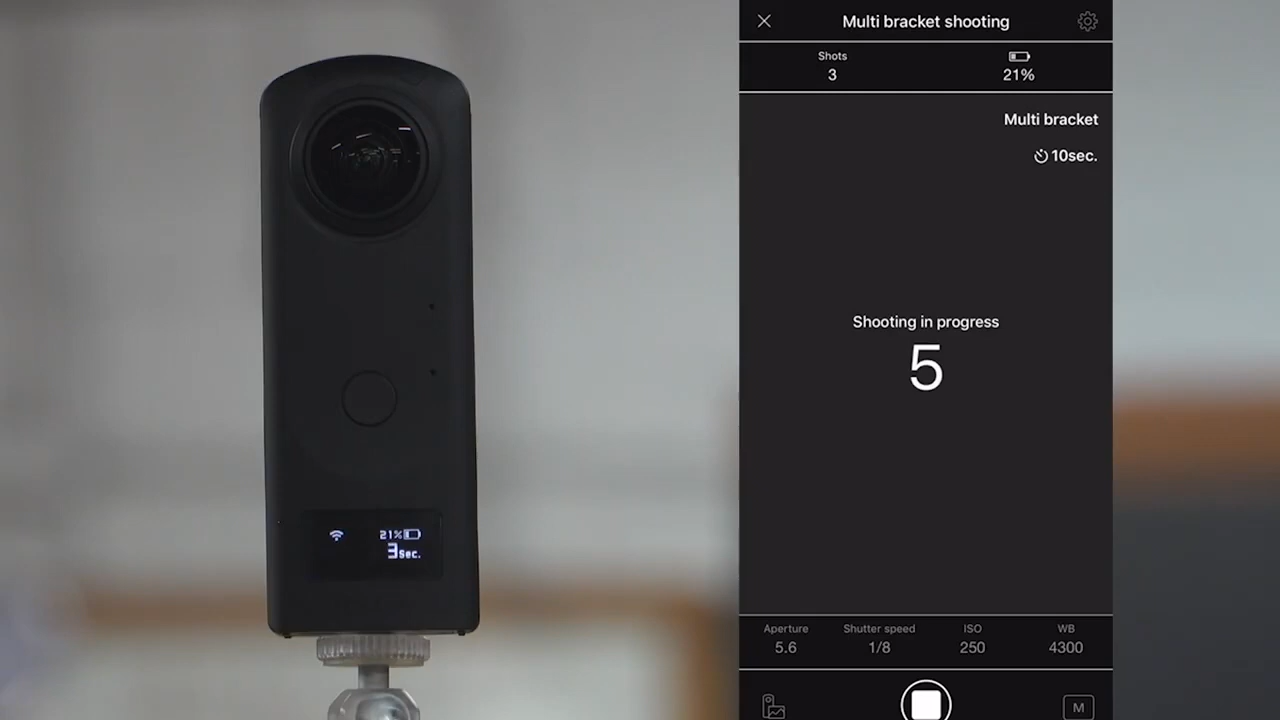 Multi bracket shooting
Shots
3
21%
Multi bracket
10sec.
Shooting in progress
5
21%
3sec.
Aperture
5.6
Shutter speed
1/8
ISO
250
WB
4300
M